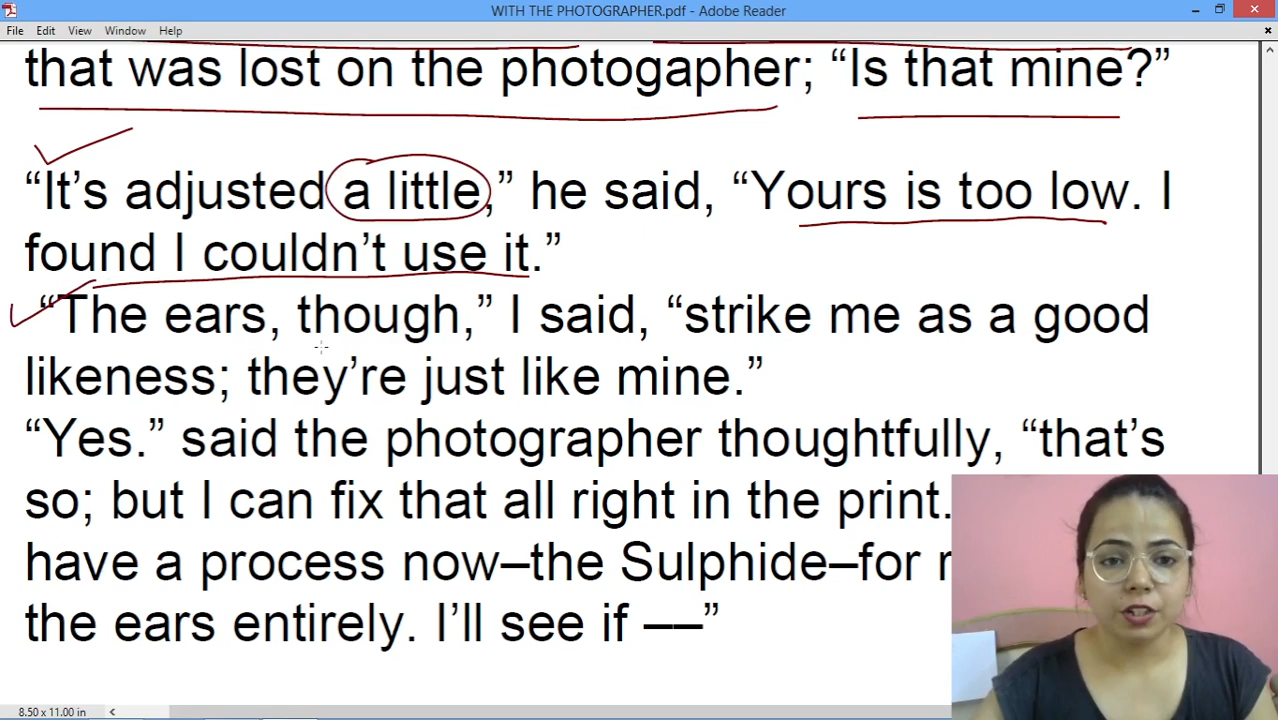 WITH THE PHOTOGRAPHER.pdf - Adobe Reader
File Edit View Window Help
that was lost on the photogapher; “Is that mine?”
“It’s adjusted a little,” he said, “Yours is too low. I
found I couldn’t use it.”
“The ears, though,” I said, “strike me as a good
likeness; they’re just like mine.”
“Yes.” said the photographer thoughtfully, “that’s
so; but I can fix that all right in the print.
have a process now–the Sulphide–for
the ears entirely. I’ll see if ––”
8.50 x 11.00 in